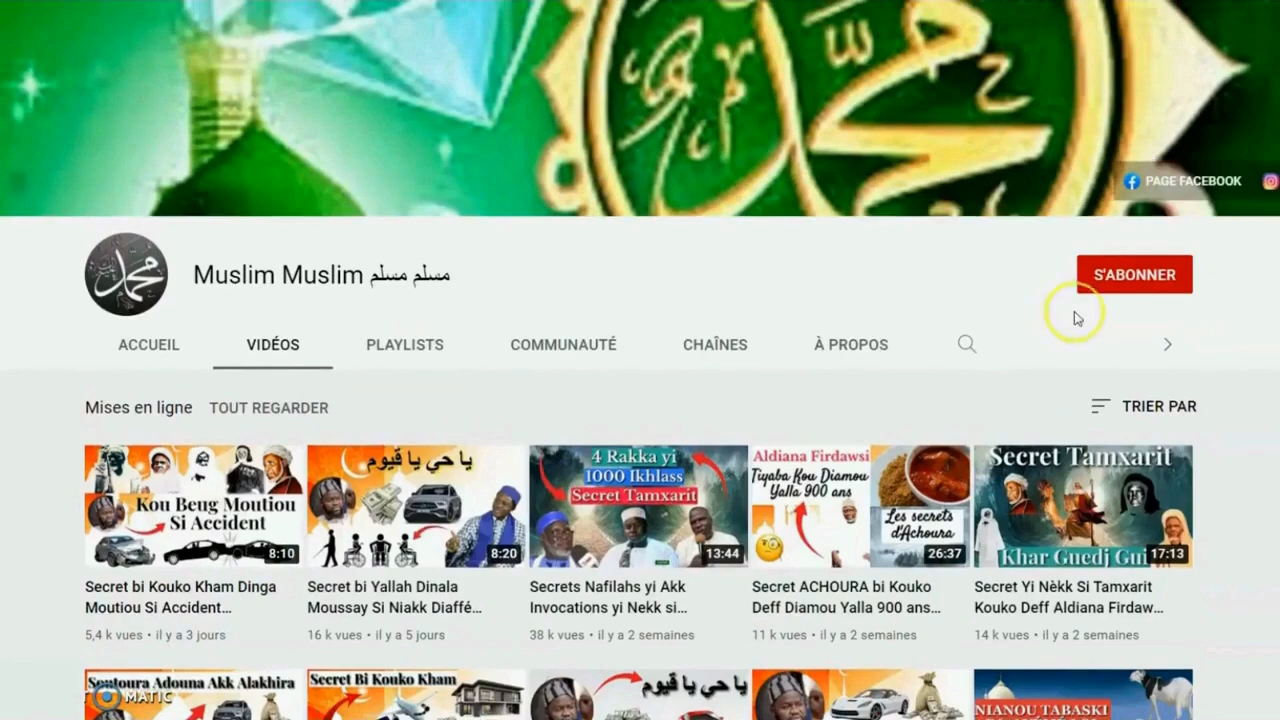 محمد
PAGE FACEBOOK
محمد
Muslim Muslim مسلم مسلم
S'ABONNER
ACCUEIL
VIDÉOS
PLAYLISTS
COMMUNAUTÉ
CHAÎNES
À PROPOS
Mises en ligne
TOUT REGARDER
TRIER PAR
Kou Beug Moutiou
Si Accident
8:10
يا حي يا قيوم
8:20
4 Rakka yi
1000 Ikhlass
Secret Tamxarit
13:44
Aldiana Firdawsi
Tiyaba Kou Diamou
Yalla 900 ans
Les secrets
d'Achoura
26:37
Secret Tamxarit
Khar Guedj Gui
17:13
Secret bi Kouko Kham Dinga
Moutiou Si Accident…
5,4 k vues • il y a 3 jours
Secret bi Yallah Dinala
Moussay Si Niakk Diaffé…
16 k vues • il y a 5 jours
Secrets Nafilahs yi Akk
Invocations yi Nekk si…
38 k vues • il y a 2 semaines
Secret ACHOURA bi Kouko
Deff Diamou Yalla 900 ans…
11 k vues • il y a 2 semaines
Secret Yi Nèkk Si Tamxarit
Kouko Deff Aldiana Firdaw…
14 k vues • il y a 2 semaines
Adouna Akk Alakhira
MATIC
Secret Bi Kouko Kham
يا حي يا قيوم
NIANOU TABASKI